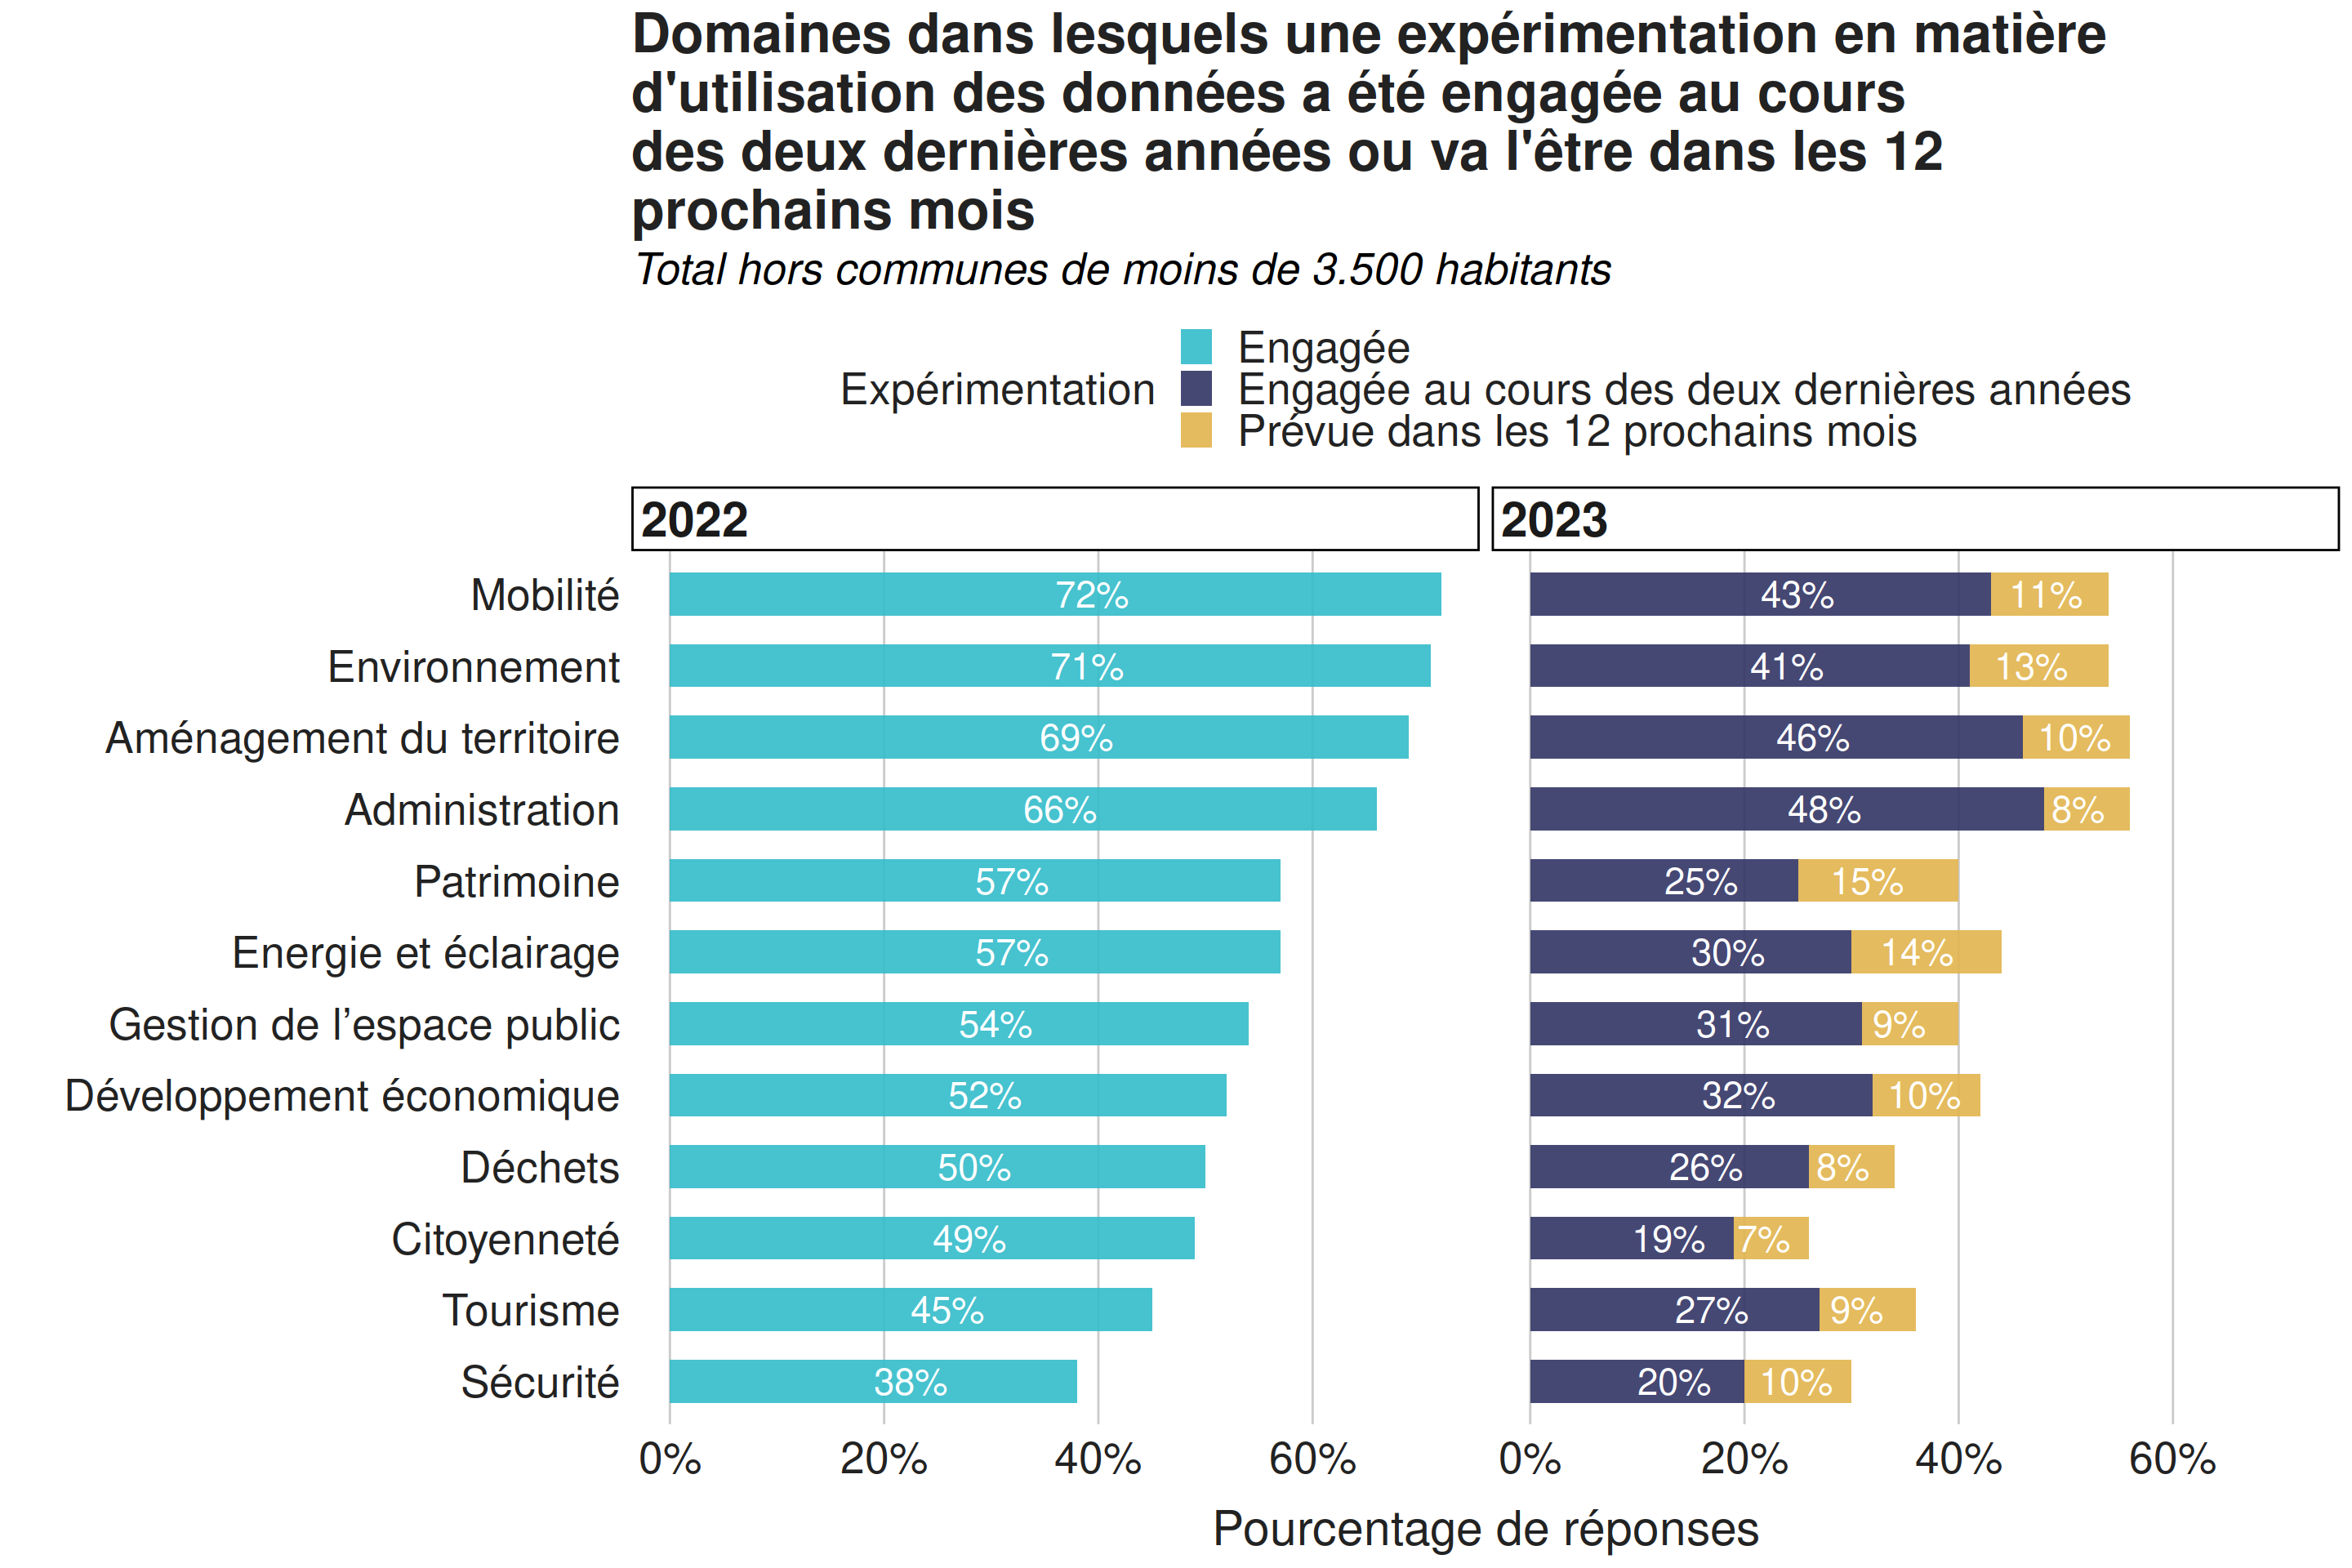 Domaines dans lesquels une expérimentation en matière
d'utilisation des données a été engagée au cours
des deux dernières années ou va l'être dans les 12
prochains mois
Total hors communes de moins de 3.500 habitants
Expérimentation
Engagée
Engagée au cours des deux dernières années
Prévue dans les 12 prochains mois
2022 2023
Mobilité 72% 43% 11%
Environnement 71% 41% 13%
Aménagement du territoire 69% 46% 10%
Administration 66% 48% 8%
Patrimoine 57% 25% 15%
Energie et éclairage 57% 30% 14%
Gestion de l’espace public 54% 31% 9%
Développement économique 52% 32% 10%
Déchets 50% 26% 8%
Citoyenneté 49% 19% 7%
Tourisme 45% 27% 9%
Sécurité 38% 20% 10%
0% 20% 40% 60% 0% 20% 40% 60%
Pourcentage de réponses